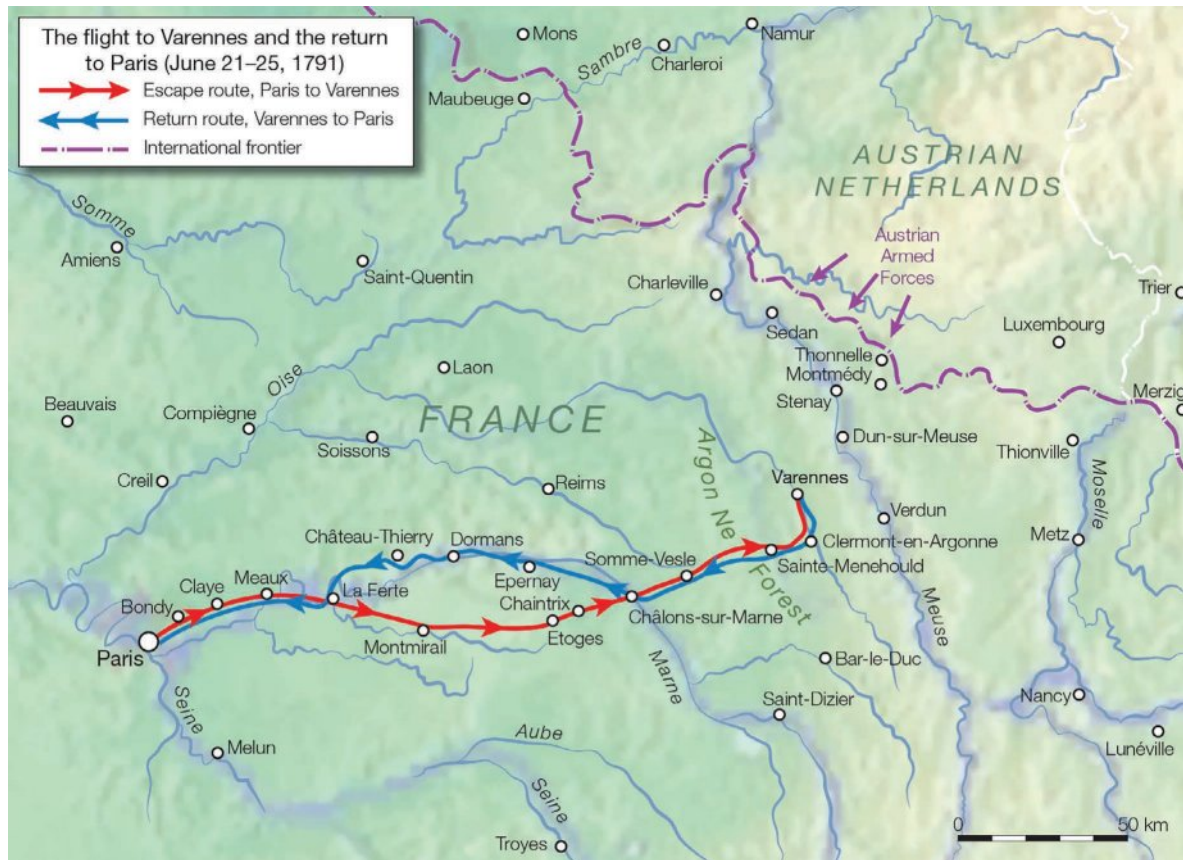 The flight to Varennes and the return
to Paris (June 21–25, 1791)
Escape route, Paris to Varennes
Return route, Varennes to Paris
International frontier
Mons
Namur
Sambre
Charleroi
Maubeuge
AUSTRIAN
NETHERLANDS
Somme
Amiens
Saint-Quentin
Austrian
Armed
Forces
Charleville
Trier
Sedan
Luxembourg
Thonnelle
Montmédy
Laon
Oise
Stenay
Merzig
Beauvais
Compiègne
FRANCE
Soissons
Dun-sur-Meuse
Thionville
Creil
Reims
Argon Ne
Forest
Varennes
Moselle
Verdun
Metz
Château-Thierry
Dormans
Somme-Vesle
Clermont-en-Argonne
Epernay
Sainte-Menehould
Meaux
Claye
La Ferte
Bondy
Chaintrix
Châlons-sur-Marne
Etoges
Montmirail
Paris
Meuse
Marne
Bar-le-Duc
Seine
Saint-Dizier
Nancy
Melun
Aube
Lunéville
Seine
Troyes
0 50 km